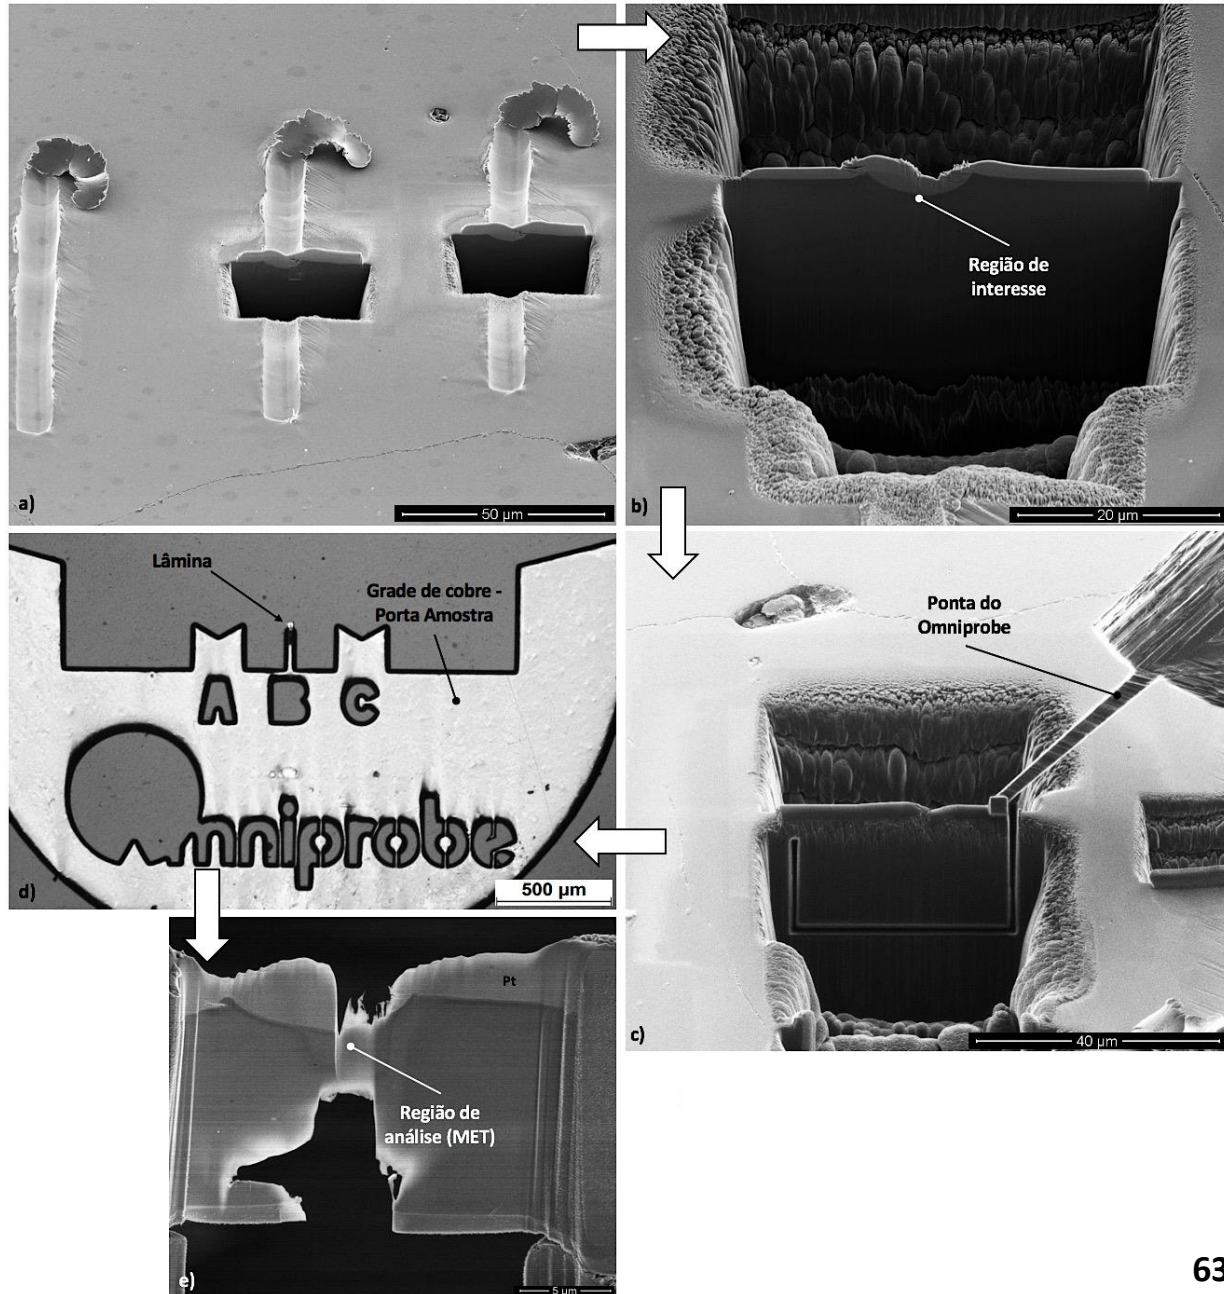 a)
50 µm
Região de
interesse
b)
20 µm
Lâmina
Grade de cobre -
Porta Amostra
A B C
Omniprobe
500 µm
d)
Ponta do
Omniprobe
c)
40 µm
Pt
Região de
análise (MET)
e)
5 µm
63